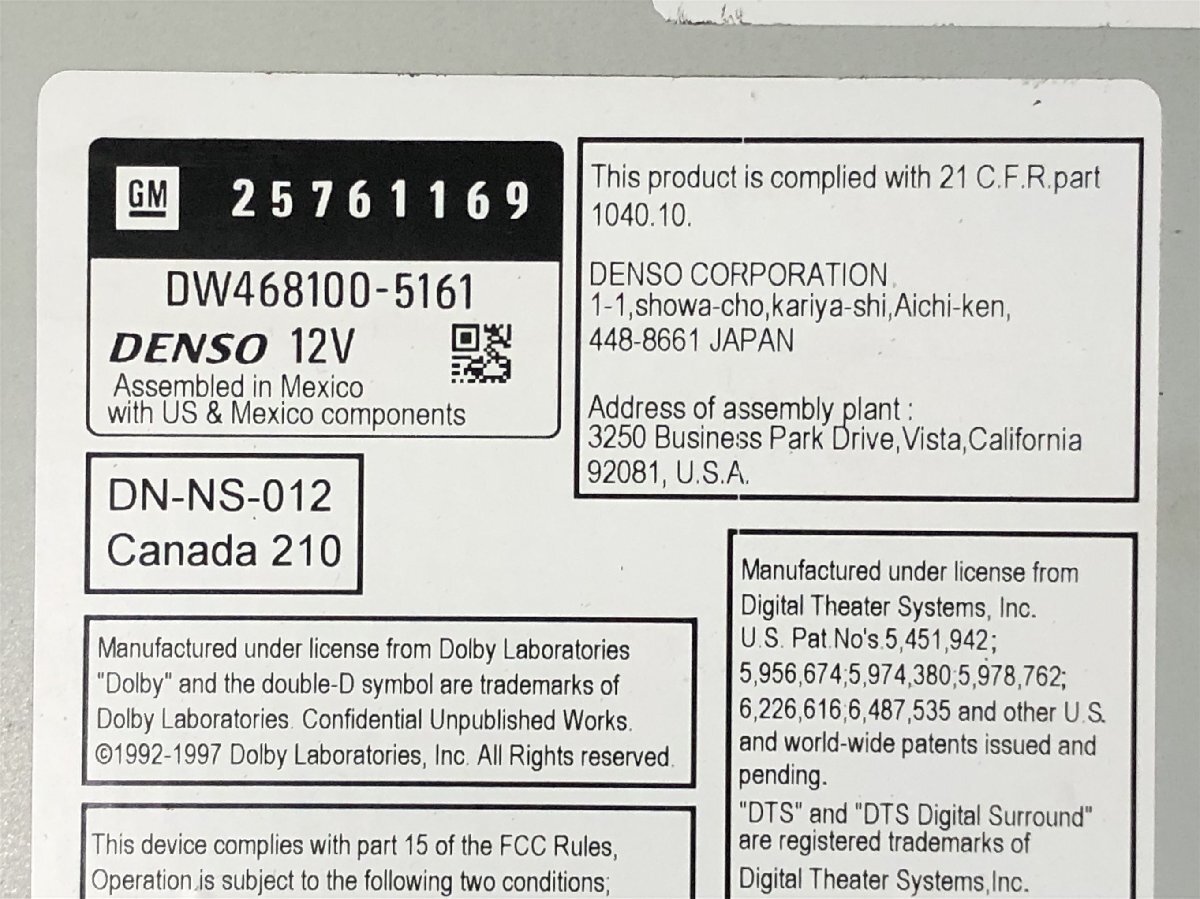 GM 25761169
DW468100-5161
DENSO 12V
Assembled in Mexico
with US & Mexico components
This product is complied with 21 C.F.R.part
1040.10.
DENSO CORPORATION,
1-1,showa-cho,kariya-shi,Aichi-ken,
448-8661 JAPAN
Address of assembly plant :
3250 Business Park Drive,Vista,California
92081, U.S.A.
DN-NS-012
Canada 210
Manufactured under license from Dolby Laboratories
"Dolby" and the double-D symbol are trademarks of
Dolby Laboratories. Confidential Unpublished Works.
©1992-1997 Dolby Laboratories, Inc. All Rights reserved.
Manufactured under license from
Digital Theater Systems, Inc.
U.S. Pat.No's.5,451,942;
5,956,674;5,974,380;5,978,762;
6,226,616;6,487,535 and other U.S.
and world-wide patents issued and
pending.
"DTS" and "DTS Digital Surround"
are registered trademarks of
Digital Theater Systems,Inc.
This device complies with part 15 of the FCC Rules,
Operation is subject to the following two conditions;